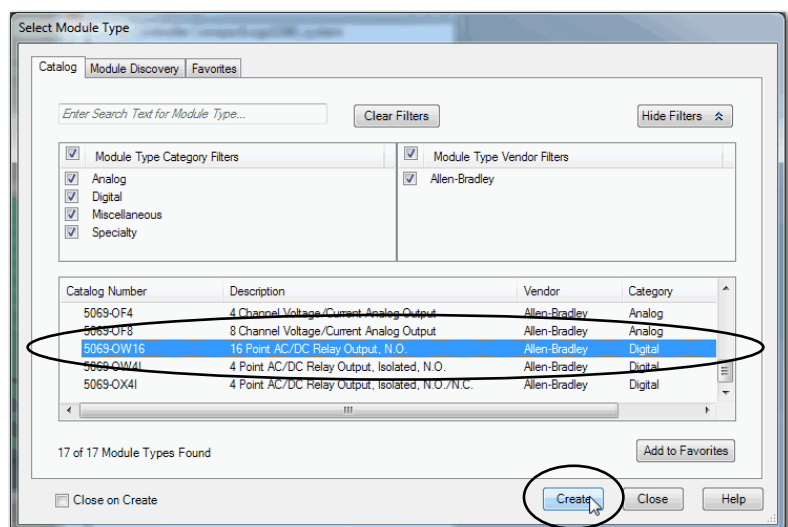 Select Module Type
Catalog Module Discovery Favorites
Enter Search Text for Module Type...
Clear Filters
Hide Filters
Module Type Category Filters
Module Type Vendor Filters
Analog
Allen-Bradley
Digital
Miscellaneous
Specialty
Catalog Number Description Vendor Category
5069-OF4 4 Channel Voltage/Current Analog Output Allen-Bradley Analog
5069-OF8 8 Channel Voltage/Current Analog Output Allen-Bradley Analog
5069-OW16 16 Point AC/DC Relay Output, N.O. Allen-Bradley Digital
5069-OW4I 4 Point AC/DC Relay Output, Isolated, N.O. Allen-Bradley Digital
5069-OX4I 4 Point AC/DC Relay Output, Isolated, N.O./N.C. Allen-Bradley Digital
17 of 17 Module Types Found
Add to Favorites
Close on Create
Create Close Help